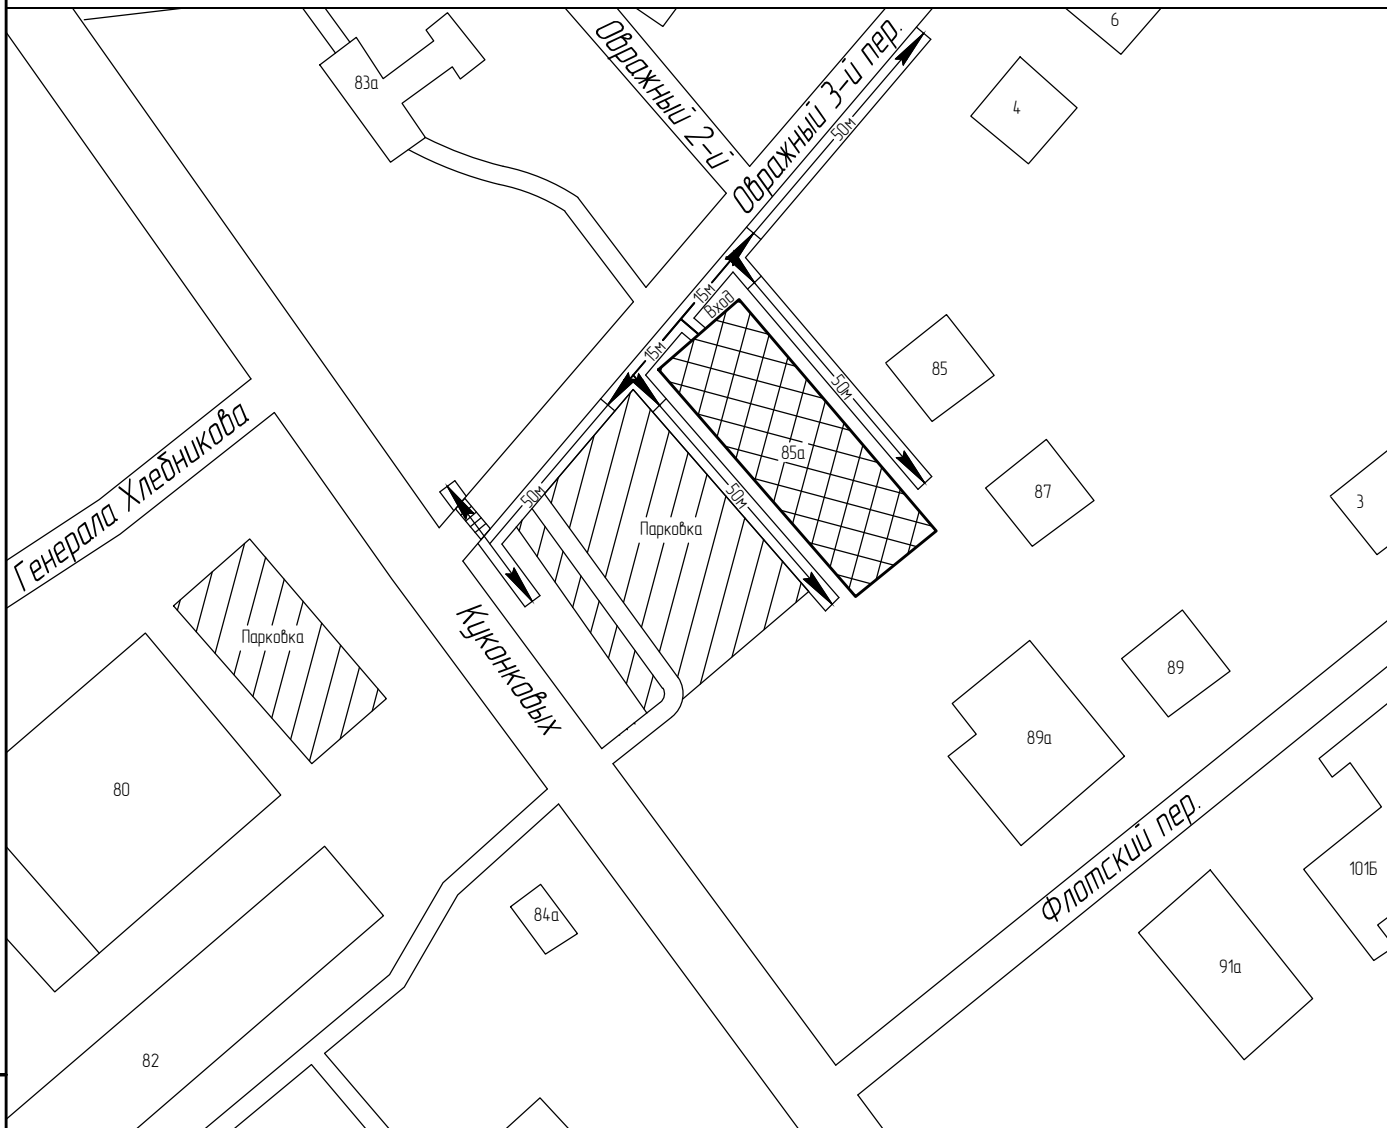 6
83а
Овражный 2-й
Овражный 3-й пер.
50м
4
15м
Вход
15м
85
50м
Генерала Хлебникова
85а
50м
50м
87
3
Парковка
Парковка
Куконковых
89
89а
80
Флотский пер.
101Б
84а
91а
82